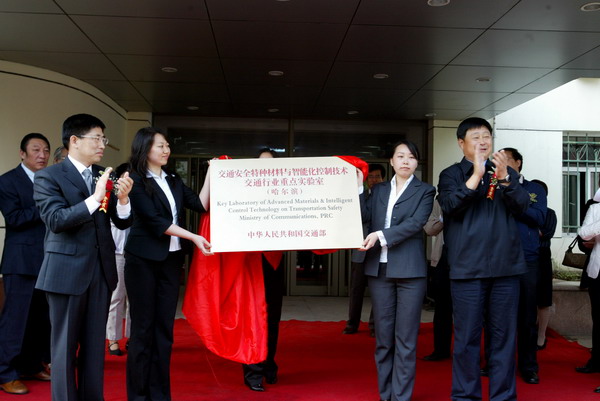 交通安全特种材料与智能化控制技术
交通行业重点实验室
(哈尔滨)
Key Laboratory of Advanced Materials & Intelligent
Control Technology on Transportation Safety
Ministry of Communications, PRC.
中华人民共和国交通部